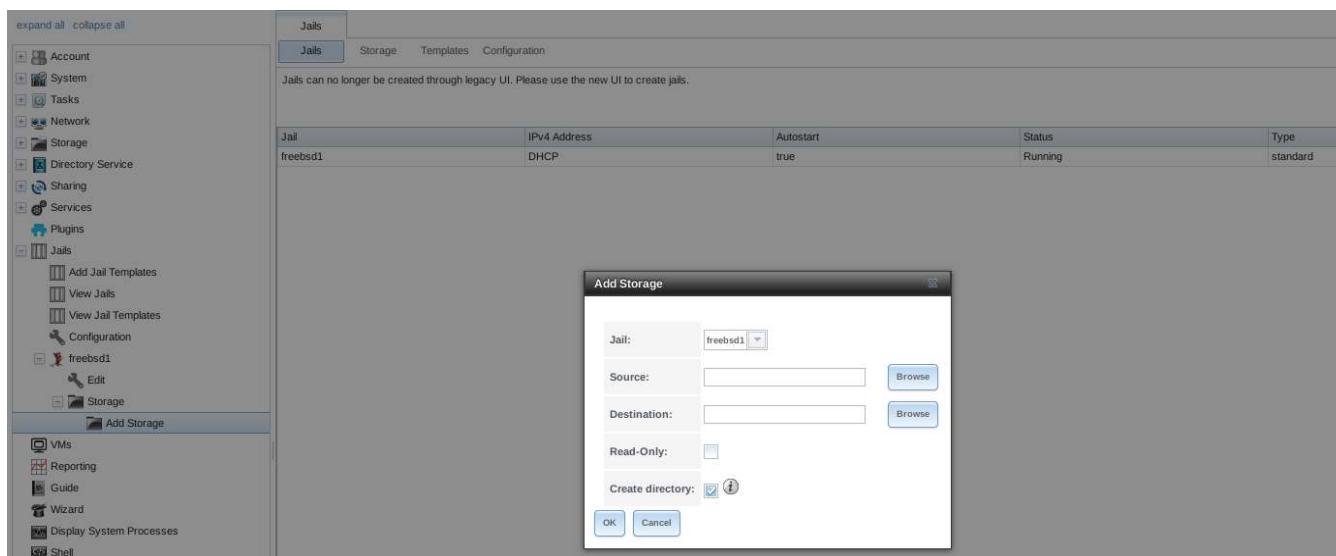 expand all collapse all
Account
System
Tasks
Network
Storage
Directory Service
Sharing
Services
Plugins
Jails
Add Jail Templates
View Jails
View Jail Templates
Configuration
freebsd1
Edit
Storage
Add Storage
VMs
Reporting
Guide
Wizard
Display System Processes
Shell
Jails
Jails Storage Templates Configuration
Jails can no longer be created through legacy UI. Please use the new UI to create jails.
Jail IPv4 Address Autostart Status Type
freebsd1 DHCP true Running standard
Add Storage
Jail: freebsd1
Source: Browse
Destination: Browse
Read-Only:
Create directory:
OK Cancel